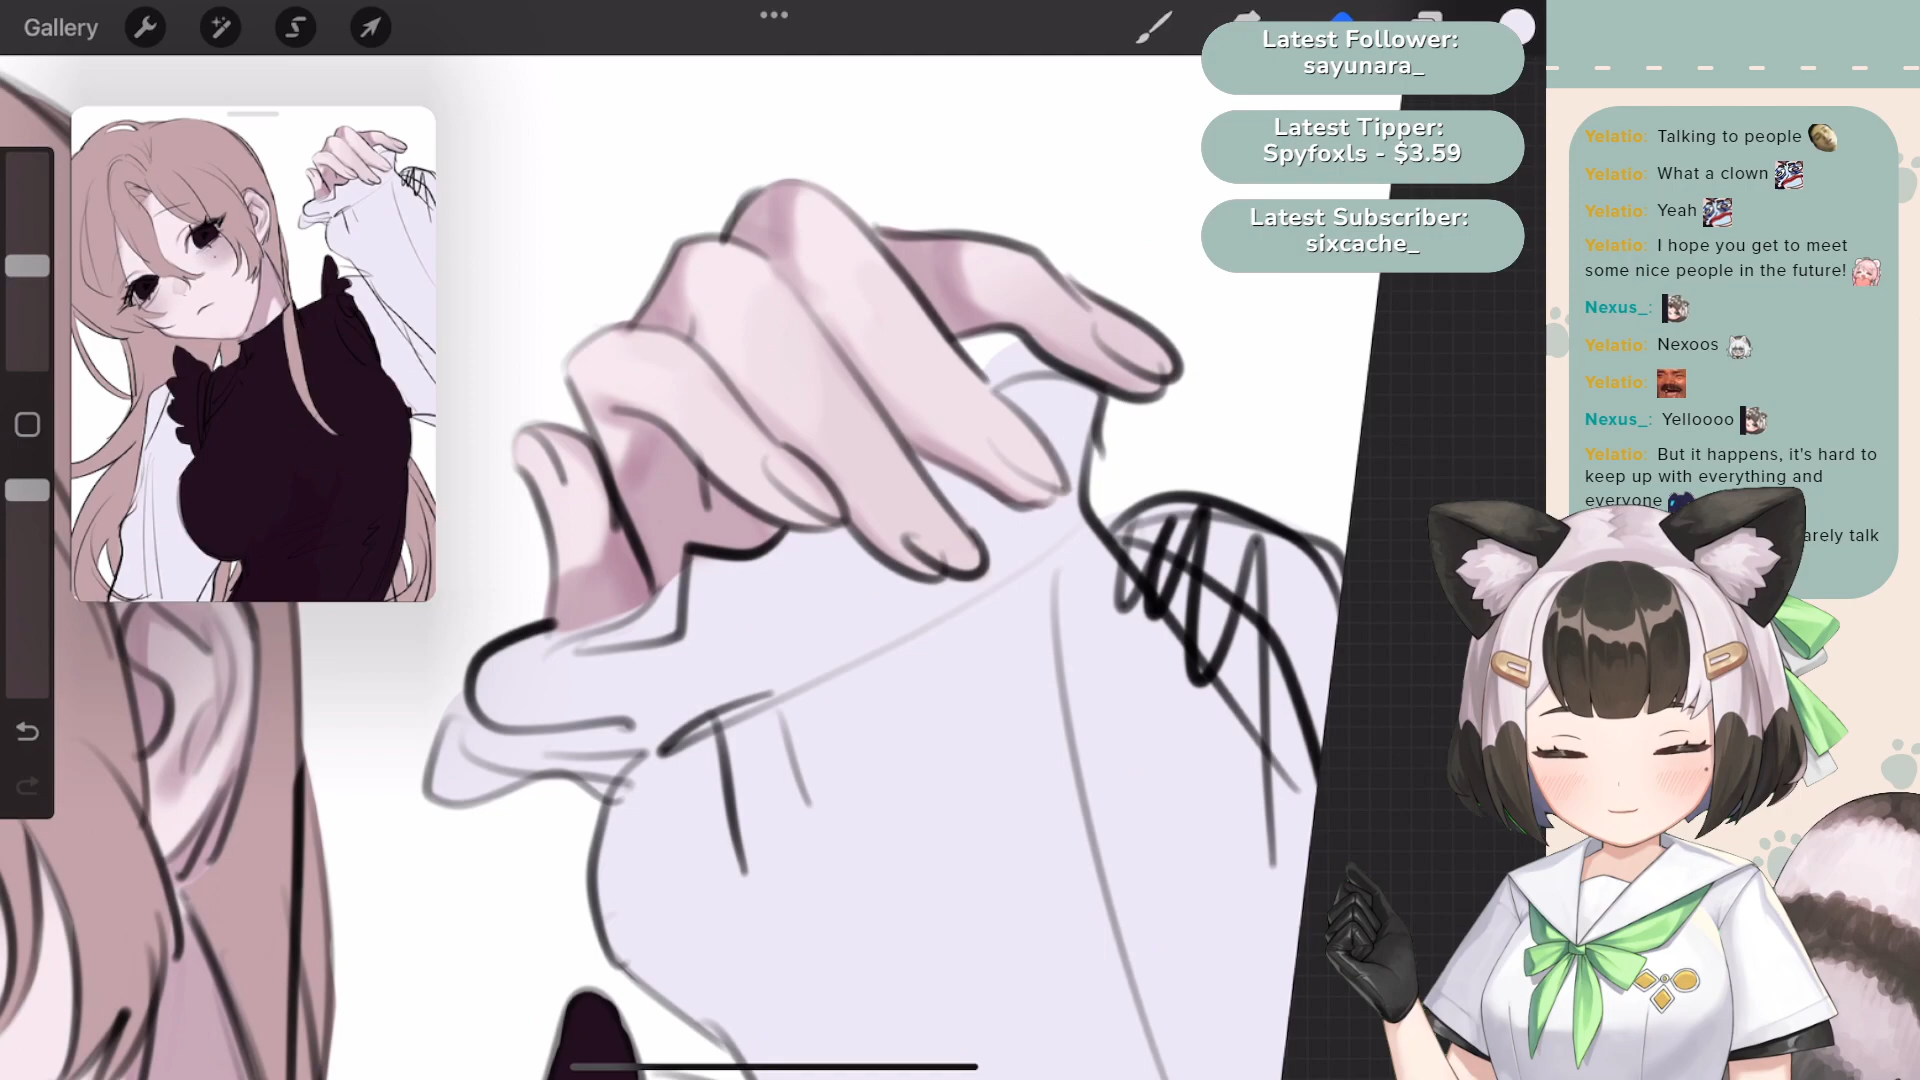 Gallery
Latest Follower:
sayunara_
Latest Tipper:
Spyfoxls - $3.59
Latest Subscriber:
sixcache_
Yelatio: Talking to people
Yelatio: What a clown
Yelatio: Yeah
Yelatio: I hope you get to meet
some nice people in the future!
Nexus_:
Yelatio: Nexoos
Yelatio:
Nexus_: Yelloooo
Yelatio: But it happens, it's hard to
keep up with everything and
everyone
talk